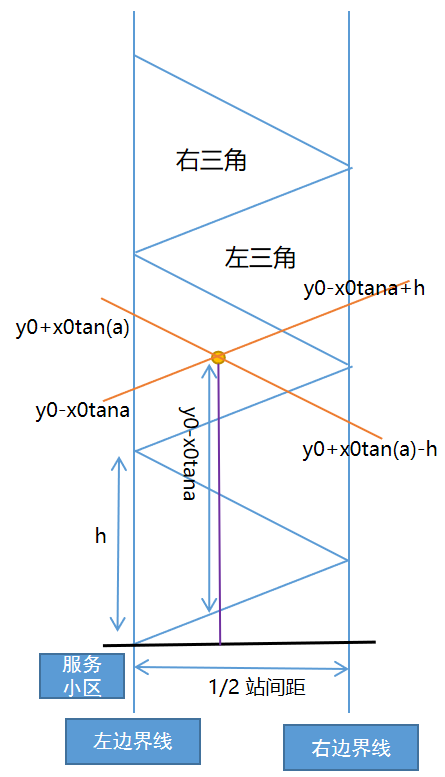 右三角
左三角
y0-x0tana+h
y0+x0tan(a)
y0-x0tana
y0-x0tana
y0+x0tan(a)-h
h
服务
小区
1/2 站间距
左边界线
右边界线